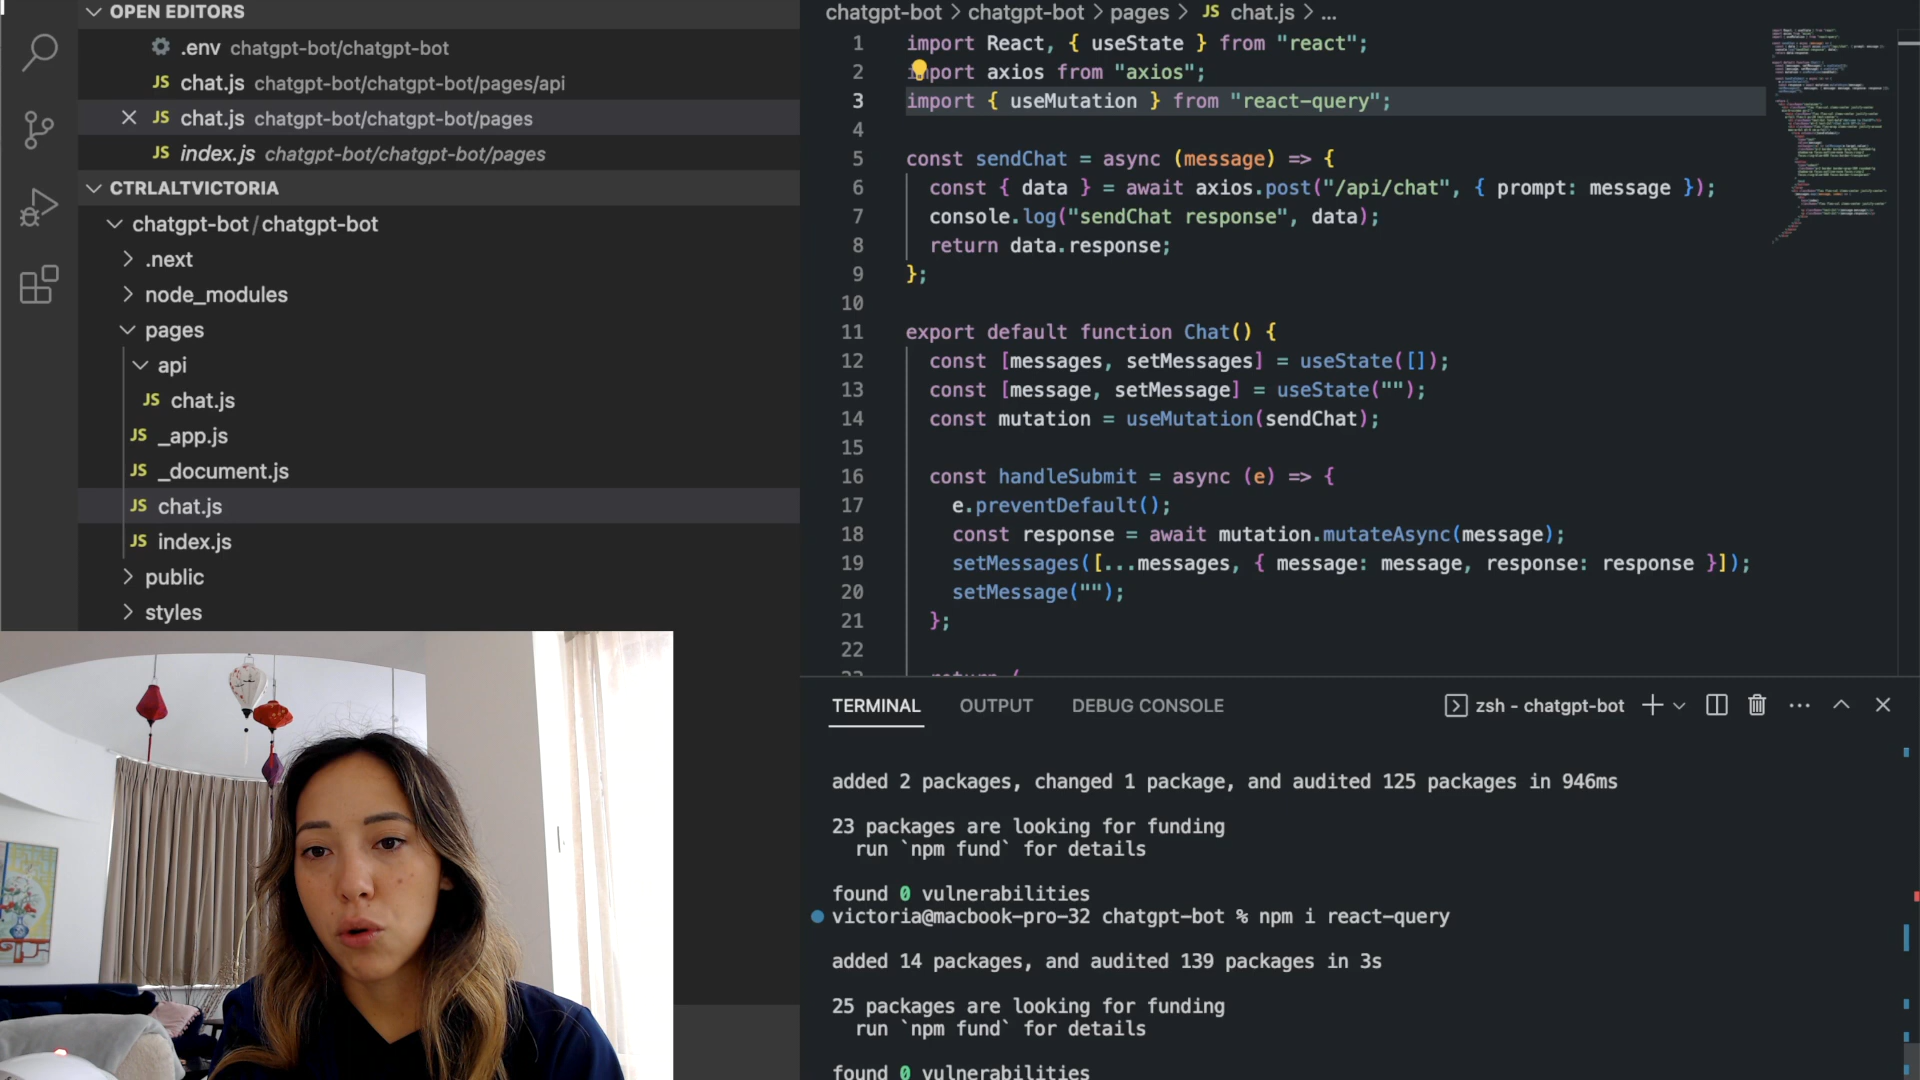 OPEN EDITORS
.env chatgpt-bot/chatgpt-bot
JS chat.js chatgpt-bot/chatgpt-bot/pages/api
JS chat.js chatgpt-bot/chatgpt-bot/pages
JS index.js chatgpt-bot/chatgpt-bot/pages
CTRLALTVICTORIA
chatgpt-bot/chatgpt-bot
.next
node_modules
pages
api
JS chat.js
JS _app.js
JS _document.js
JS chat.js
JS index.js
public
styles
chatgpt-bot > chatgpt-bot > pages > JS chat.js > ...
1 import React, { useState } from "react";
2 import axios from "axios";
3 import { useMutation } from "react-query";
4
5 const sendChat = async (message) => {
6 const { data } = await axios.post("/api/chat", { prompt: message });
7 console.log("sendChat response", data);
8 return data.response;
9 };
10
11 export default function Chat() {
12 const [messages, setMessages] = useState([]);
13 const [message, setMessage] = useState("");
14 const mutation = useMutation(sendChat);
15
16 const handleSubmit = async (e) => {
17 e.preventDefault();
18 const response = await mutation.mutateAsync(message);
19 setMessages([...messages, { message: message, response: response }]);
20 setMessage("");
21 };
22
TERMINAL OUTPUT DEBUG CONSOLE zsh - chatgpt-bot
added 2 packages, changed 1 package, and audited 125 packages in 946ms
23 packages are looking for funding
run `npm fund` for details
found 0 vulnerabilities
victoria@macbook-pro-32 chatgpt-bot % npm i react-query
added 14 packages, and audited 139 packages in 3s
25 packages are looking for funding
run `npm fund` for details
found 0 vulnerabilities